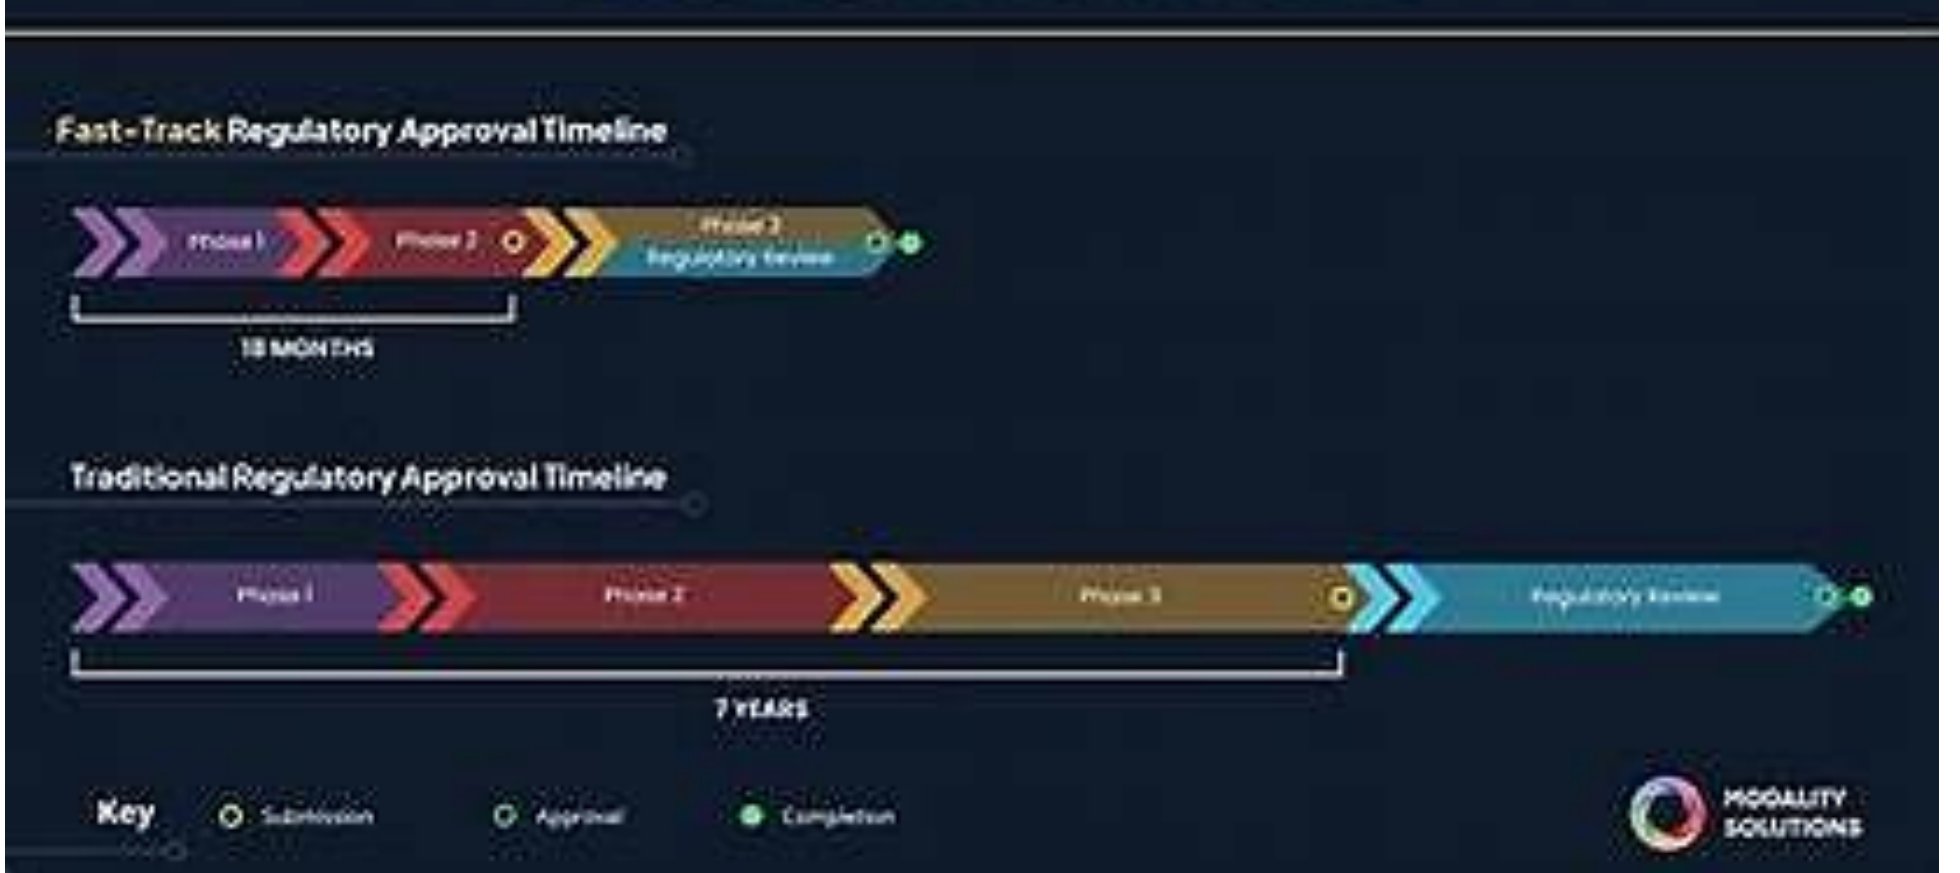 Fast-Track Regulatory Approval Timeline
Phase 1
Phase 2
Phase 3
Regulatory Review
18 MONTHS
Traditional Regulatory Approval Timeline
Phase 1
Phase 2
Phase 3
Regulatory Review
7 YEARS
Key
Submission
Approval
Completion
MODALITY
SOLUTIONS